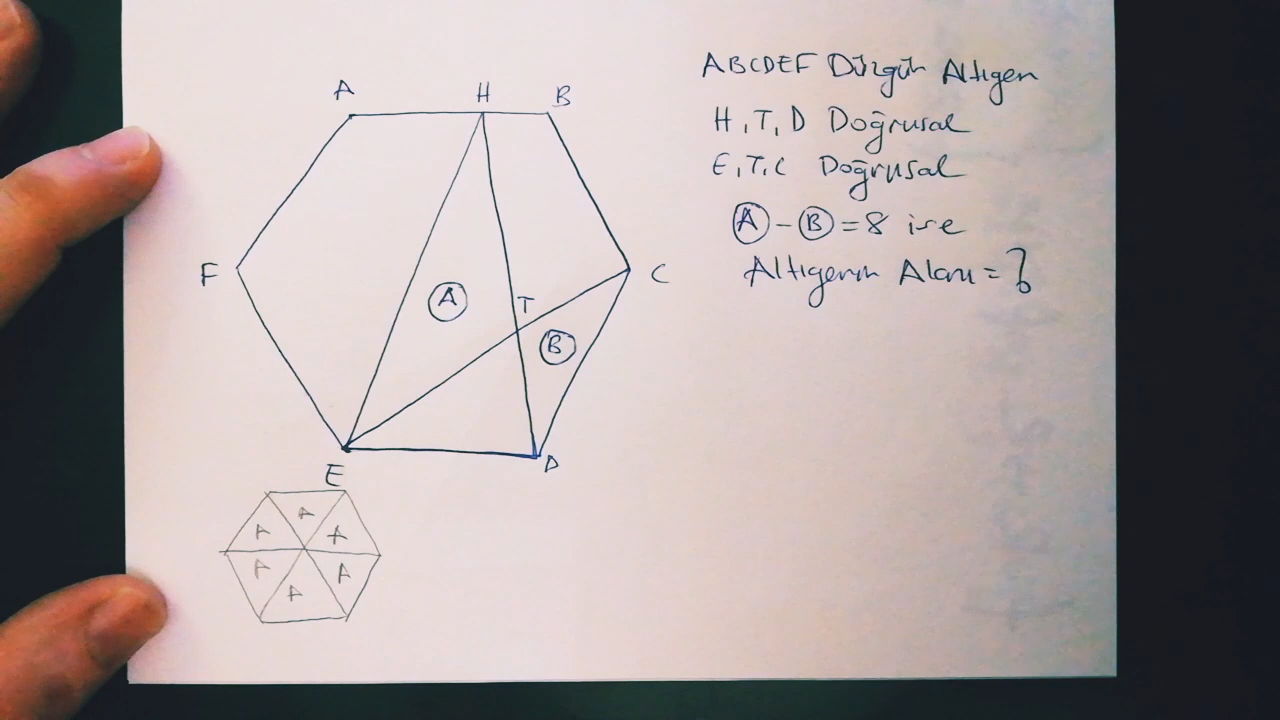 ABCDEF Düzgün Altıgen
H, T, D Doğrusal
E, T, C Doğrusal
A - B = 8 ise
Altıgenin Alanı = ?
A H B
F C
A T
B
E D
A A A
A A A